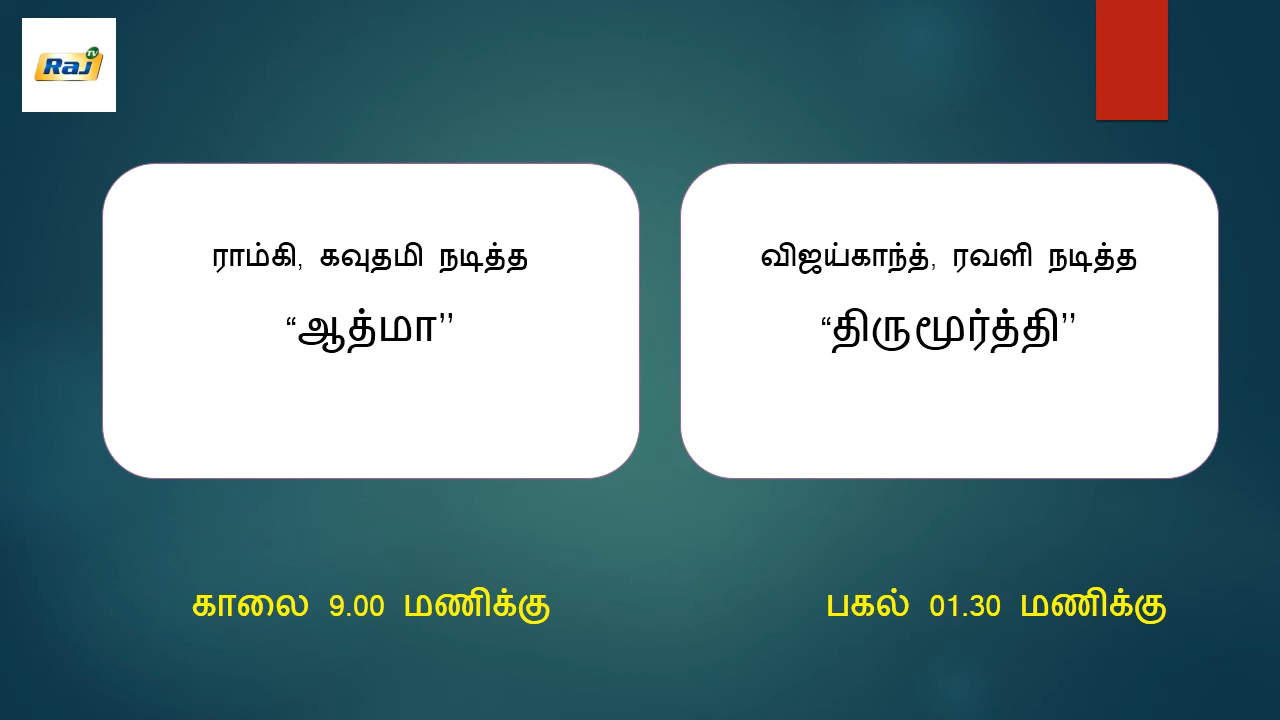 Raj TV
ராம்கி, கவுதமி நடித்த
“ஆத்மா’’
விஜய்காந்த், ரவளி நடித்த
“திருமூர்த்தி’’
காலை 9.00 மணிக்கு
பகல் 01.30 மணிக்கு